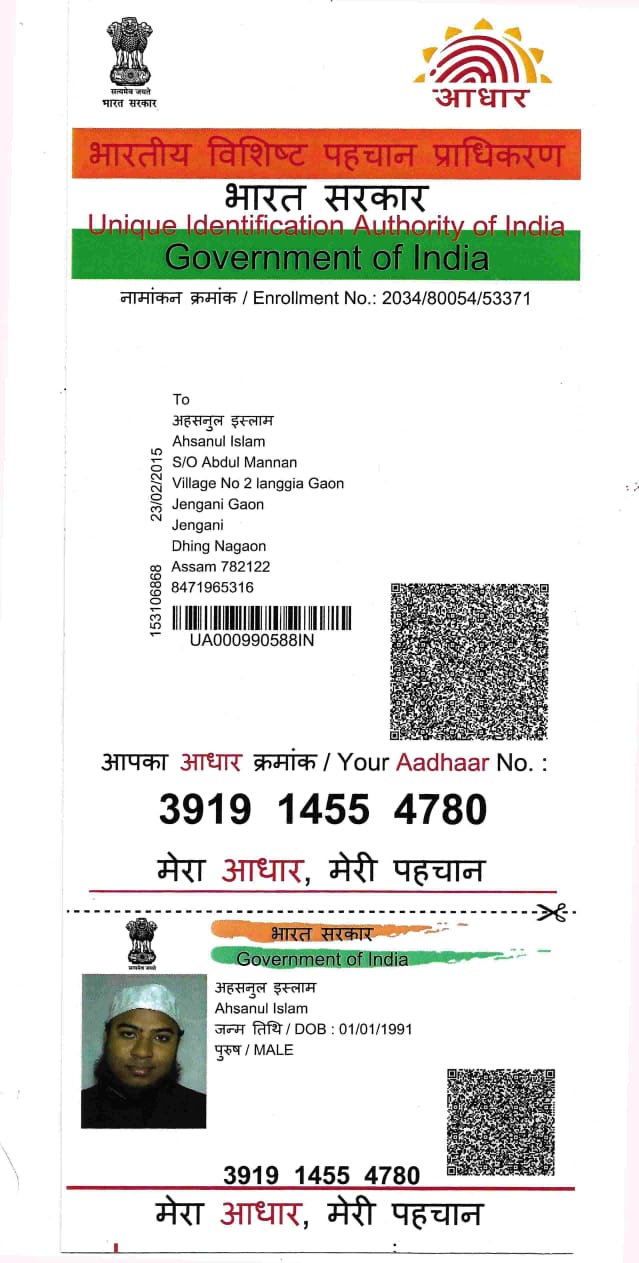 सत्यमेव जयते
भारत सरकार
आधार
भारतीय विशिष्ट पहचान प्राधिकरण
भारत सरकार
Unique Identification Authority of India
Government of India
नामांकन क्रमांक / Enrollment No.: 2034/80054/53371
To
अहसनुल इस्लाम
Ahsanul Islam
S/O Abdul Mannan
Village No 2 langgia Gaon
Jengani Gaon
Jengani
Dhing Nagaon
Assam 782122
8471965316
23/02/2015
153106868
UA000990588IN
आपका आधार क्रमांक / Your Aadhaar No. :
3919 1455 4780
मेरा आधार, मेरी पहचान
सत्यमेव जयते
भारत सरकार
Government of India
अहसनुल इस्लाम
Ahsanul Islam
जन्म तिथि / DOB : 01/01/1991
पुरुष / MALE
3919 1455 4780
मेरा आधार, मेरी पहचान